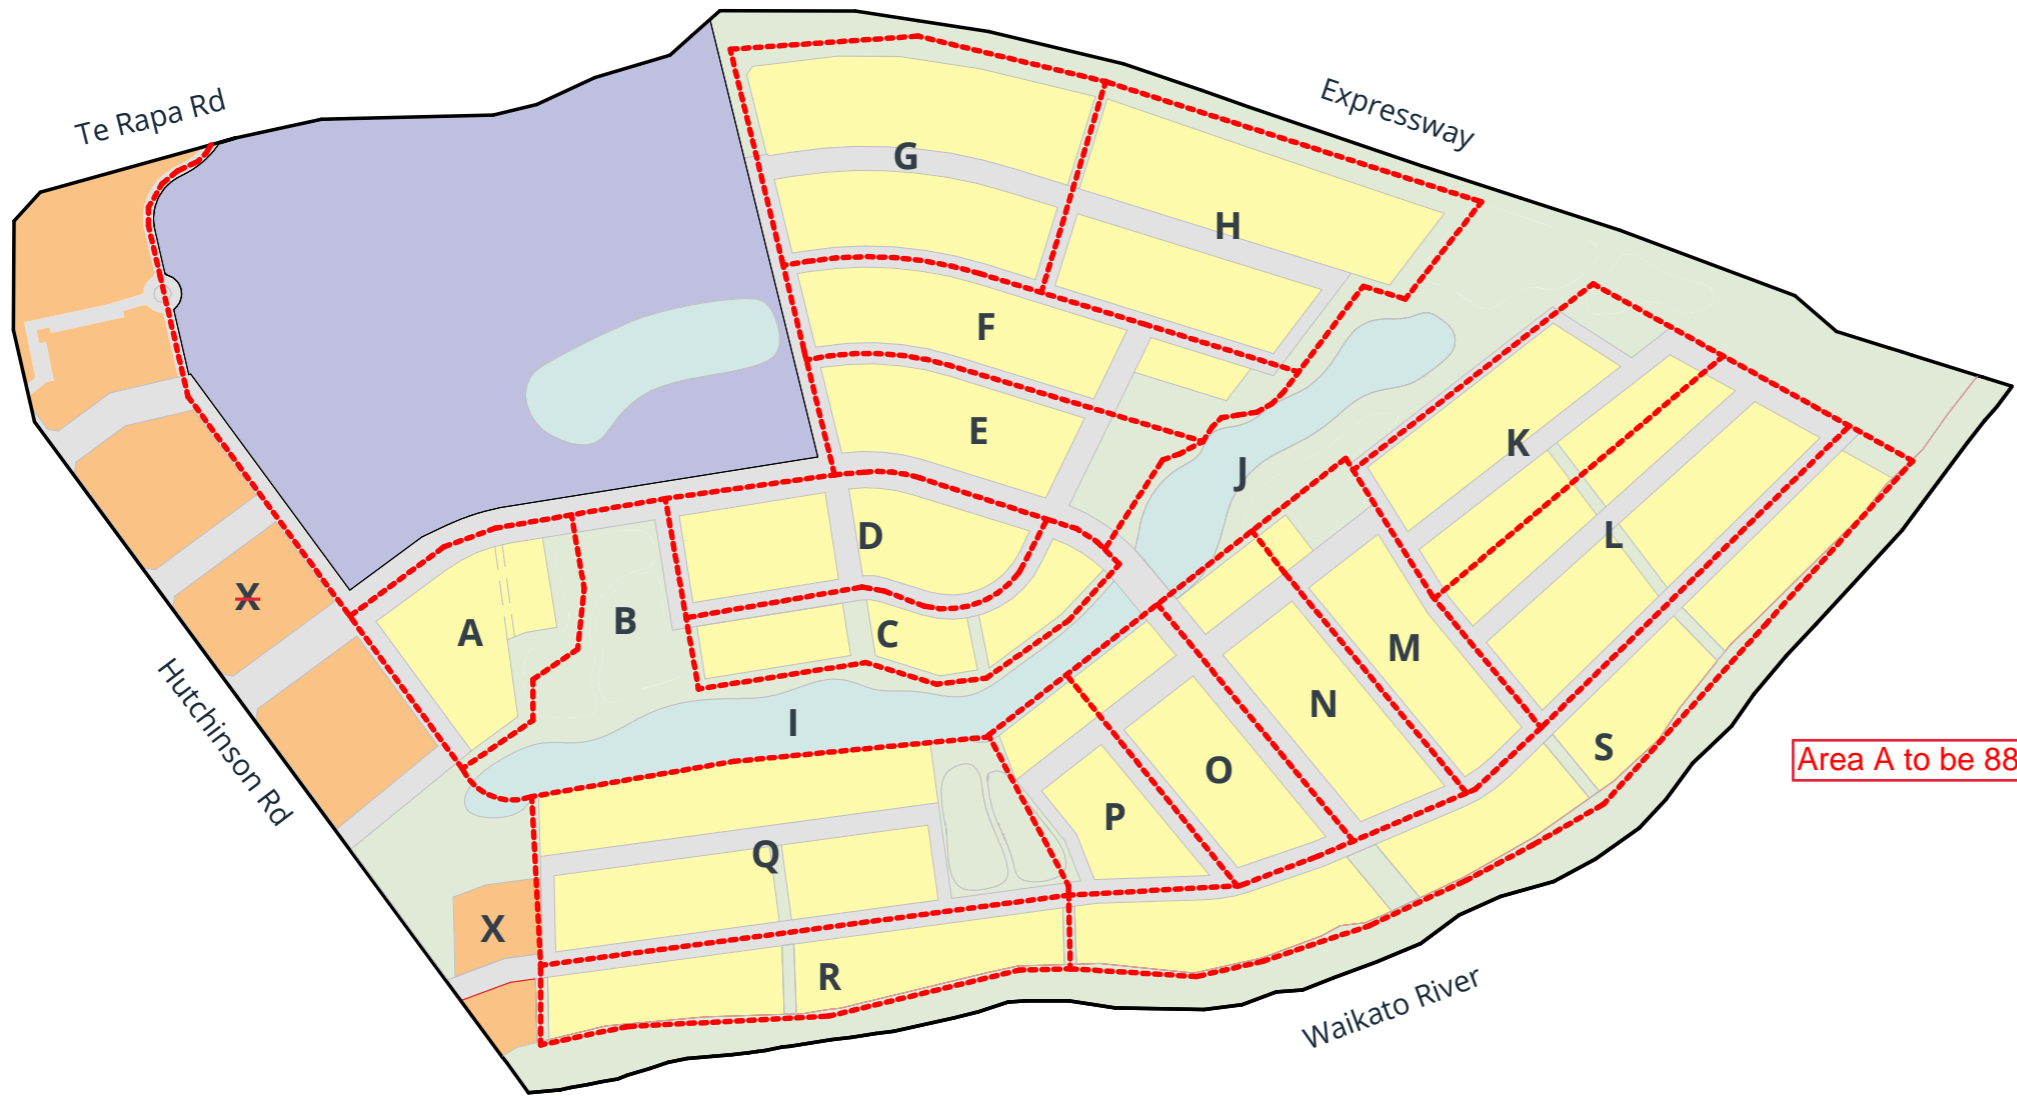 Te Rapa Rd
Expressway
G
H
F
E
K
J
D
L
X
A
B
C
M
I
N
S
Area A to be 88
O
Hutchinson Rd
P
Q
X
R
Waikato River